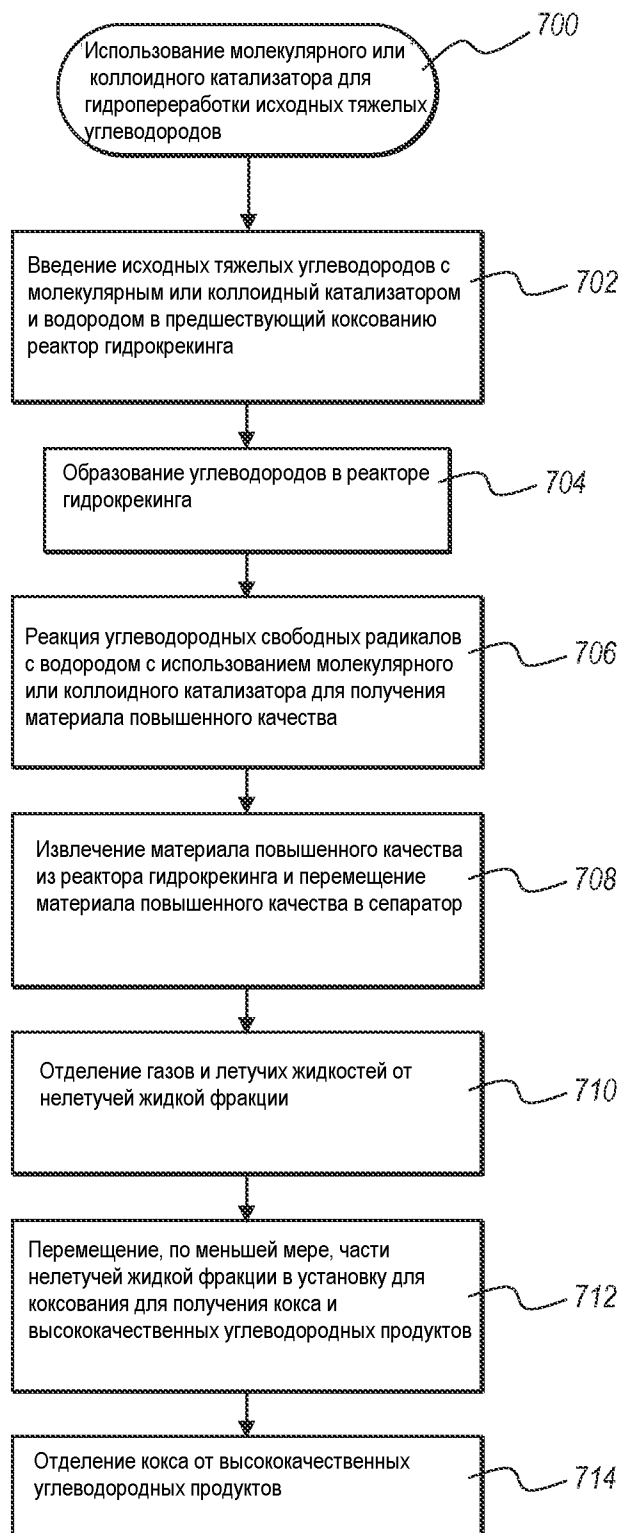 700
Использование молекулярного или
коллоидного катализатора для
гидропереработки исходных тяжелых
углеводородов
Введение исходных тяжелых углеводородов с
молекулярным или коллоидный катализатором
и водородом в предшествующий коксованию
реактор гидрокрекинга
702
Образование углеводородов в реакторе
гидрокрекинга
704
Реакция углеводородных свободных радикалов
с водородом с использованием молекулярного
или коллоидного катализатора для получения
материала повышенного качества
706
Извлечение материала повышенного качества
из реактора гидрокрекинга и перемещение
материала повышенного качества в сепаратор
708
Отделение газов и летучих жидкостей от
нелетучей жидкой фракции
710
Перемещение, по меньшей мере, части
нелетучей жидкой фракции в установку для
коксования для получения кокса и
высококачественных углеводородных продуктов
712
Отделение кокса от высококачественных
углеводородных продуктов
714